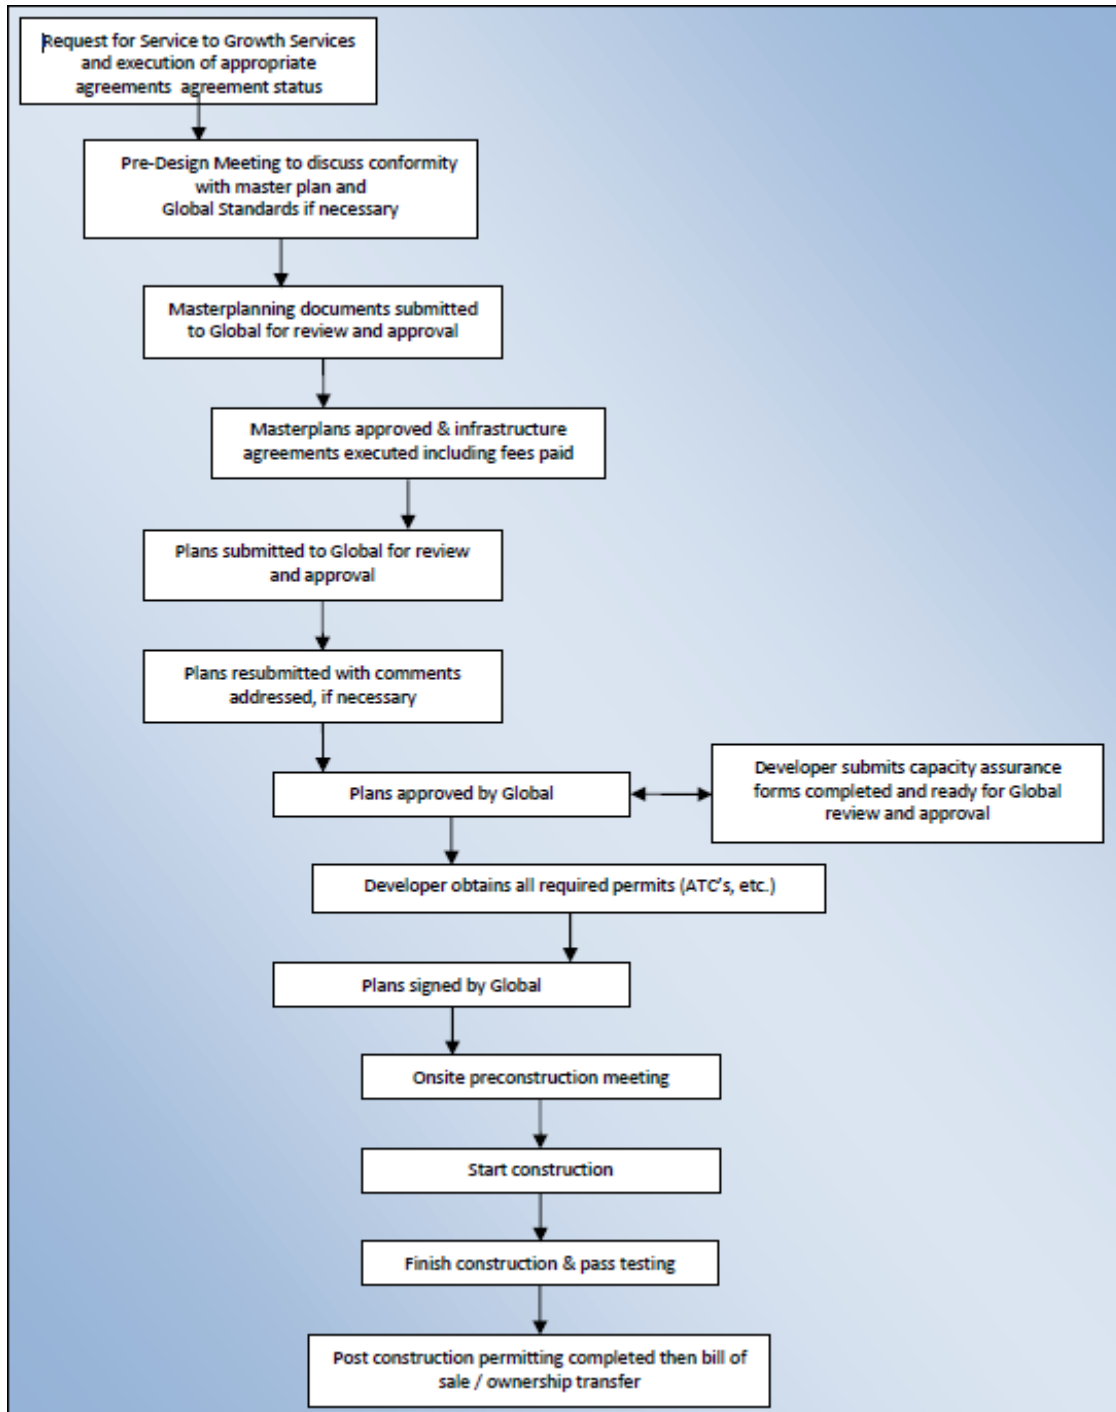 Request for Service to Growth Services
and execution of appropriate
agreements agreement status
Pre-Design Meeting to discuss conformity
with master plan and
Global Standards if necessary
Masterplanning documents submitted
to Global for review and approval
Masterplans approved & infrastructure
agreements executed including fees paid
Plans submitted to Global for review
and approval
Plans resubmitted with comments
addressed, if necessary
Plans approved by Global
Developer submits capacity assurance
forms completed and ready for Global
review and approval
Developer obtains all required permits (ATC's, etc.)
Plans signed by Global
Onsite preconstruction meeting
Start construction
Finish construction & pass testing
Post construction permitting completed then bill of
sale / ownership transfer